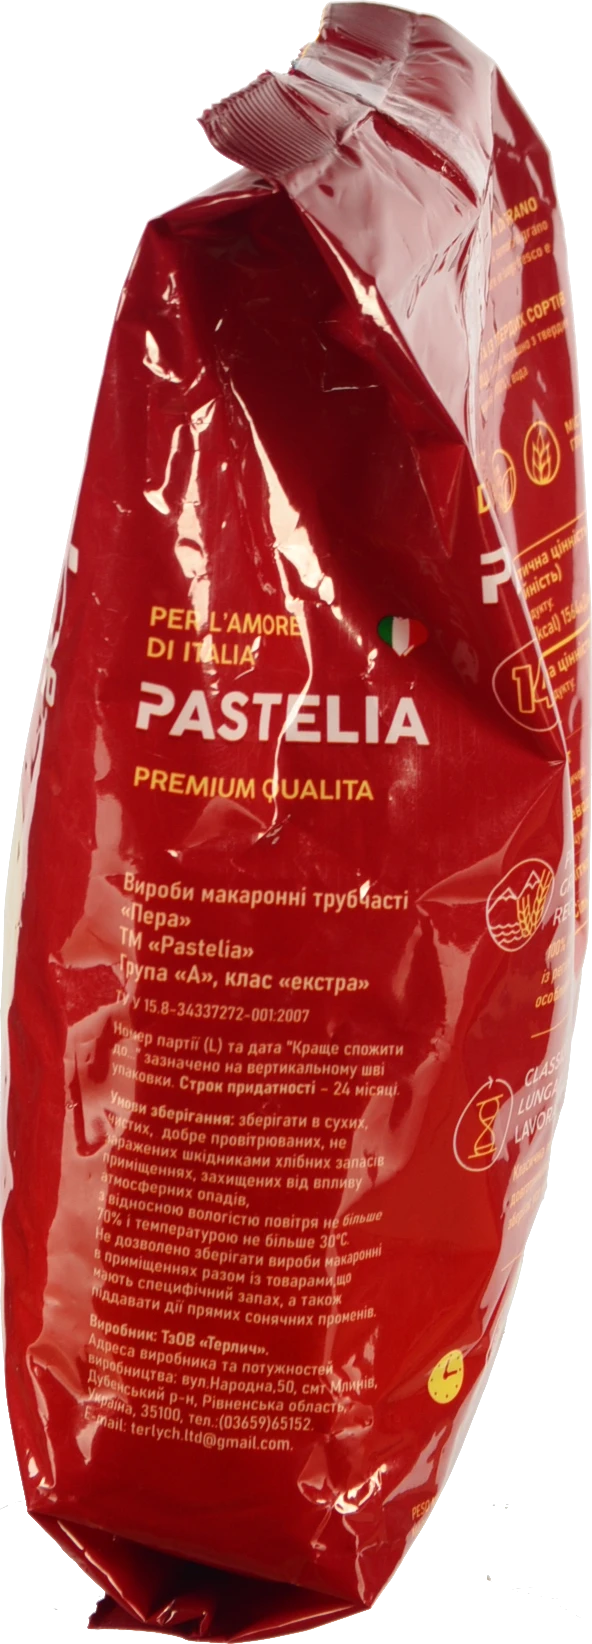 PER L'AMORE
DI ITALIA
PASTELIA
PREMIUM QUALITA
Вироби макаронні трубчасті
«Пера»
ТМ «Pastelia»
Група «А», клас «екстра»
ТУ У 15.8-34337272-001:2007
Номер партії (L) та дата "Краще спожити
до..." зазначено на вертикальному шві
упаковки. Строк придатності – 24 місяці.
Умови зберігання: зберігати в сухих,
чистих, добре провітрюваних, не
заражених шкідниками хлібних запасів
приміщеннях, захищених від впливу
атмосферних опадів,
з відносною вологістю повітря не більше
70% і температурою не більше 30°С.
Не дозволено зберігати вироби макаронні
в приміщеннях разом із товарами,що
мають специфічний запах, а також
піддавати дії прямих сонячних променів.
Виробник: ТзОВ «Терлич».
Адреса виробника та потужностей
виробництва: вул.Народна,50, смт Млинів,
Дубенський р-н, Рівненська область,
Україна, 35100, тел.:(03659)65152.
E-mail: terlych.ltd@gmail.com.
СОРТІВ
вода
14
LAVOR